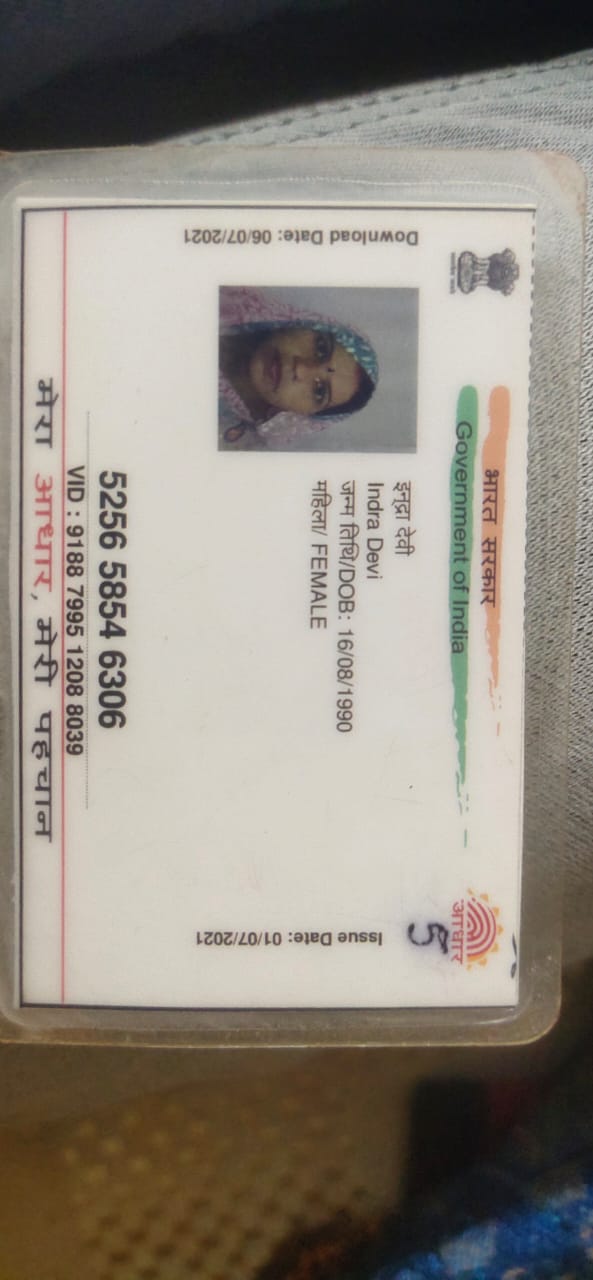 भारत सरकार
Government of India
Download Date: 06/07/2021
इनद्रा देवी
Indra Devi
जन्म तिथि/DOB: 16/08/1990
महिला/ FEMALE
Issue Date: 01/07/2021
आधार
5
5256 5854 6306
VID : 9188 7995 1208 8039
मेरा आधार, मेरी पहचान